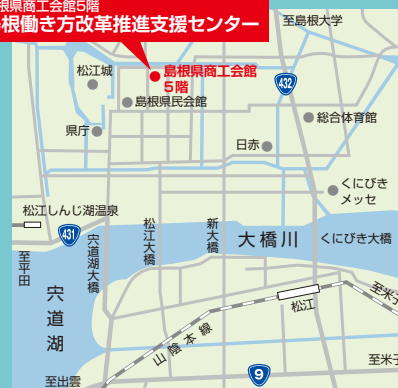 根県商工会館5階
根働き方改革推進支援センター
至島根大学
松江城
島根県商工会館
5階
432
島根県民会館
総合体育館
県庁
日赤
くにびき
メッセ
松江しんじ湖温泉
431
宍道湖大橋
松江大橋
新大橋
大橋川
くにびき大橋
至平田
宍道湖
松江
至米子
山陰本線
9
至米子
至出雲